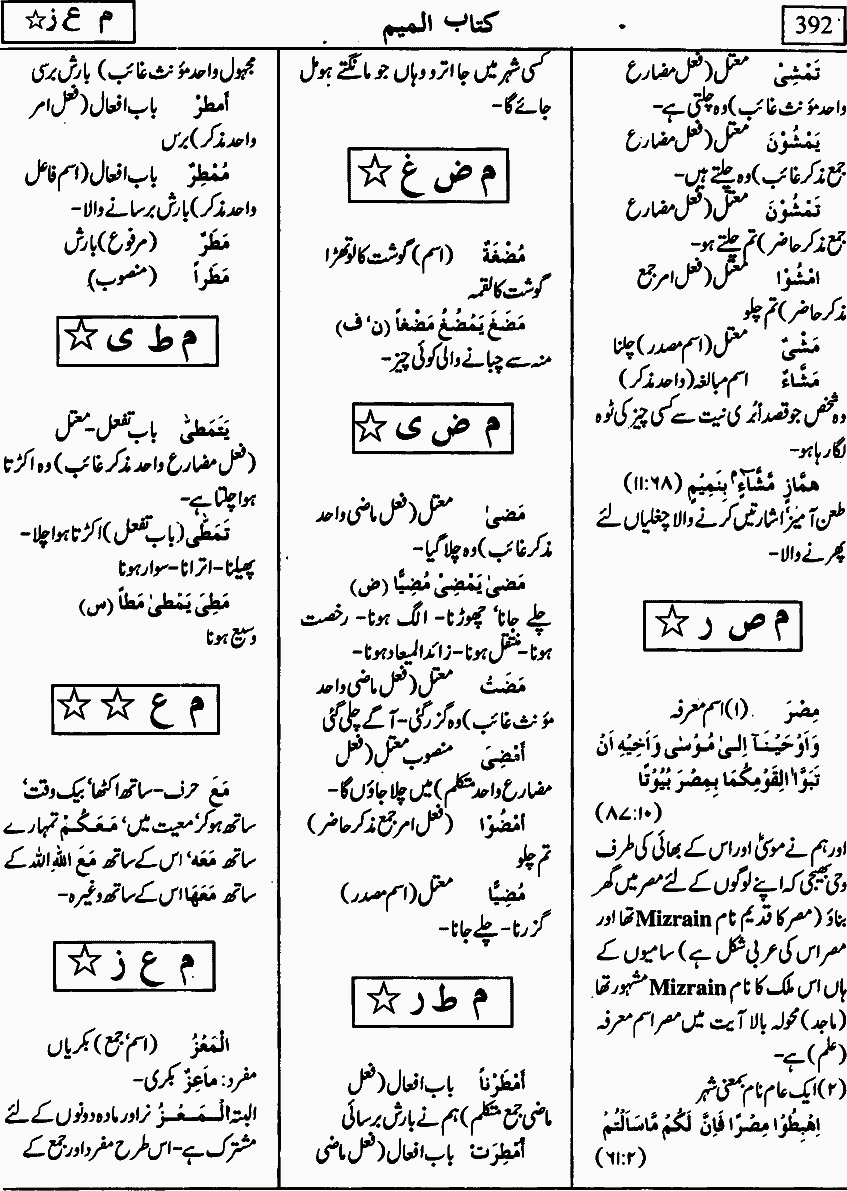 392
کتاب المیم
م ع ز ☆
تَمْشِیْ معتل (فعل مضارع
واحد مؤنث غائب) وہ چلتی ہے-
یَمْشُوْنَ معتل (فعل مضارع
جمع مذکر غائب) وہ چلتے ہیں-
تَمْشُوْنَ معتل (فعل مضارع
جمع مذکر حاضر) تم چلتے ہو-
امْشُوْا معتل (فعل امر جمع
مذکر حاضر) تم چلو
مَشْیٌ معتل (اسم مصدر) چلنا
مَشَّاءٌ اسم مبالغہ (واحد مذکر)
وہ شخص جو قصداً بُری نیت سے کسی چیز کی ٹوہ
لگا رہا ہو-
هَمَّازٍ مَّشَّآءٍۭ بِنَمِیْمٍ (۱۱:۶۸)
طعن آمیز اشارتیں کرنے والا چغلیاں لئے
پھرنے والا-
م ص ر ☆
مِصْرَ (۱) اسم معرفہ
وَاَوْحَیْنَآ اِلیٰ مُوْسٰی وَاَخِیْهِ اَنْ
تَبَوَّاٰ لِقَوْمِکُمَا بِمِصْرَ بُیُوْتًا
(۸۷:۱۰)
اور ہم نے موسیٰ اور اس کے بھائی کی طرف
وحی بھیجی کہ اپنے لوگوں کے لئے مصر میں گھر
بناؤ (مصر کا قدیم نام Mizrain تھا اور
مصر اس کی عربی شکل ہے) سامیوں کے
ہاں اس ملک کا نام Mizrain مشہور تھا
(ماجد) محولہ بالا آیت میں مصر اسم معرفہ
(علم) ہے-
(۲) ایک عام نام بمعنی شہر
اِهْبِطُوْا مِصْرًا فَاِنَّ لَکُمْ مَّاسَاَلْتُمْ
(۶۱:۲)
کسی شہر میں جا اترو وہاں جو مانگتے ہو مل
جائے گا-
م ض غ ☆
مُضْغَةٌ (اسم) گوشت کا لوتھڑا
گوشت کا لقمہ
مَضَغَ یَمْضُغُ مَضْغاً (ن، ف)
منہ سے چبانے والی کوئی چیز-
م ض ی ☆
مَضیٰ معتل (فعل ماضی واحد
مذکر غائب) وہ چلا گیا-
مَضیٰ یَمْضِیْ مُضِیًّا (ض)
چلے جانا، چھوڑنا- الگ ہونا- رخصت
ہونا- منتقل ہونا- زائد المیعاد ہونا-
مَضَتْ معتل (فعل ماضی واحد
مؤنث غائب) وہ گزر گئی- آگے چلی گئی
أَمْضِیَ منصوب معتل (فعل
مضارع واحد متکلم) میں چلا جاؤں گا-
أمْضُوْا (فعل امر جمع مذکر حاضر)
تم چلو
مُضِیًّا معتل (اسم مصدر)
گزرنا- چلے جانا-
م ط ر ☆
أَمْطَرْناً باب افعال (فعل
ماضی جمع متکلم) ہم نے بارش برسائی
أُمْطِرَتْ باب افعال (فعل ماضی
مجہول واحد مؤنث غائب) بارش برسی
أَمطِرْ باب افعال (فعل امر
واحد مذکر) برس
مُمْطِرٌ باب افعال (اسم فاعل
واحد مذکر) بارش برسانے والا-
مَطَرٌ (مرفوع) بارش
مَطَراً (منصوب)
م ط ی ☆
یَتَمَطیّٰ باب تفعل- معتل
(فعل مضارع واحد مذکر غائب) وہ اکڑتا
ہوا چلتا ہے-
تَمَطّٰی (باب تفعل) اکڑتا ہوا چلا-
پھیلنا- اترانا- سوار ہونا
مَطِیَ یَمْطیٰ مَطاً (س)
وسیع ہونا
م ع ☆ ☆
مَعَ حرف- ساتھ اکٹھا، بیک وقت،
ساتھ ہو کر، معیت میں، مَعَکُمْ تمہارے
ساتھ مَعَه، اس کے ساتھ مَعَ اللهِ اللہ کے
ساتھ مَعَهَا اس کے ساتھ وغیرہ-
م ع ز ☆
الْمَعْزُ (اسم، جمع) بکریاں
مفرد: مَاعِزٌ بکری-
البتہ الْمَعْزُ نر اور مادہ دونوں کے لئے
مشترک ہے- اس طرح مفرد اور جمع کے